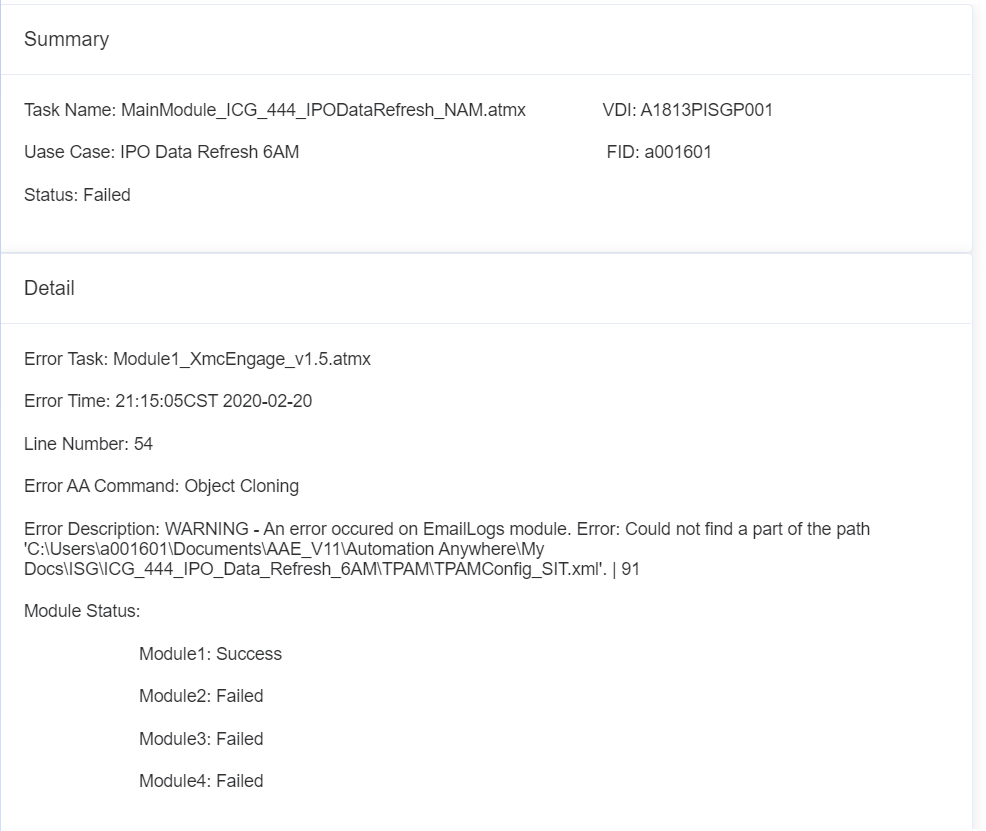 Summary
Task Name: MainModule_ICG_444_IPODataRefresh_NAM.atmx VDI: A1813PISGP001
Uase Case: IPO Data Refresh 6AM FID: a001601
Status: Failed
Detail
Error Task: Module1_XmcEngage_v1.5.atmx
Error Time: 21:15:05CST 2020-02-20
Line Number: 54
Error AA Command: Object Cloning
Error Description: WARNING - An error occured on EmailLogs module. Error: Could not find a part of the path
'C:\Users\a001601\Documents\AAE_V11\Automation Anywhere\My
Docs\ISG\ICG_444_IPO_Data_Refresh_6AM\TPAM\TPAMConfig_SIT.xml'. | 91
Module Status:
Module1: Success
Module2: Failed
Module3: Failed
Module4: Failed